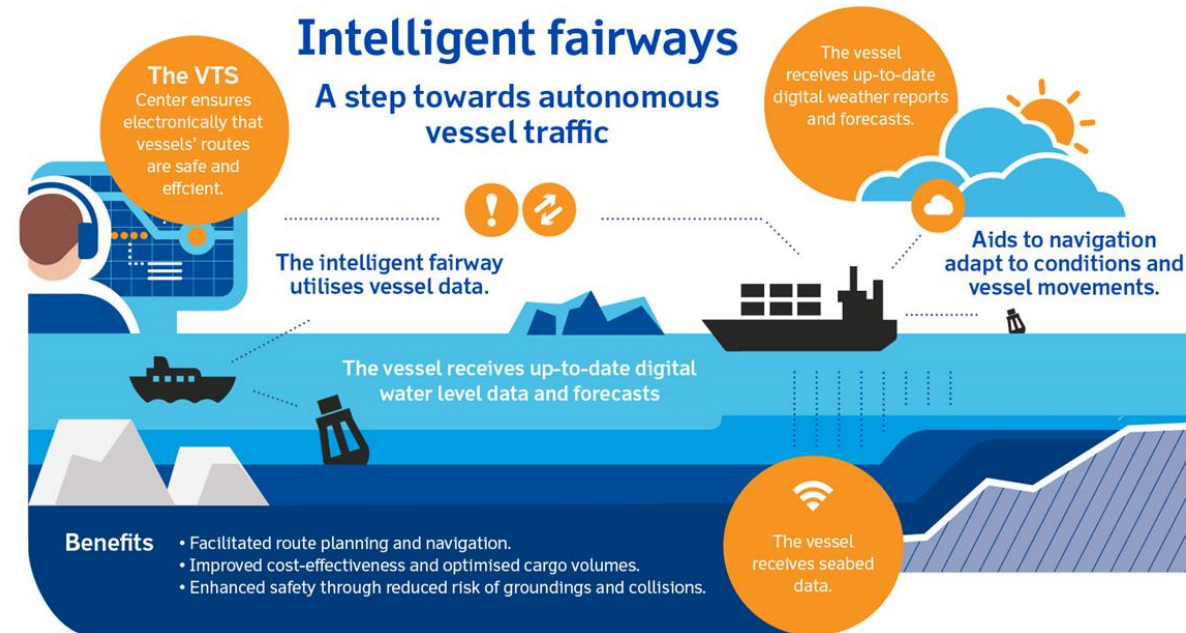 Intelligent fairways
A step towards autonomous
vessel traffic
The VTS
Center ensures
electronically that
vessels' routes
are safe and
effcient.
The vessel
receives up-to-date
digital weather reports
and forecasts.
The intelligent fairway
utilises vessel data.
Aids to navigation
adapt to conditions and
vessel movements.
The vessel receives up-to-date digital
water level data and forecasts
Benefits
• Facilitated route planning and navigation.
• Improved cost-effectiveness and optimised cargo volumes.
• Enhanced safety through reduced risk of groundings and collisions.
The vessel
receives seabed
data.